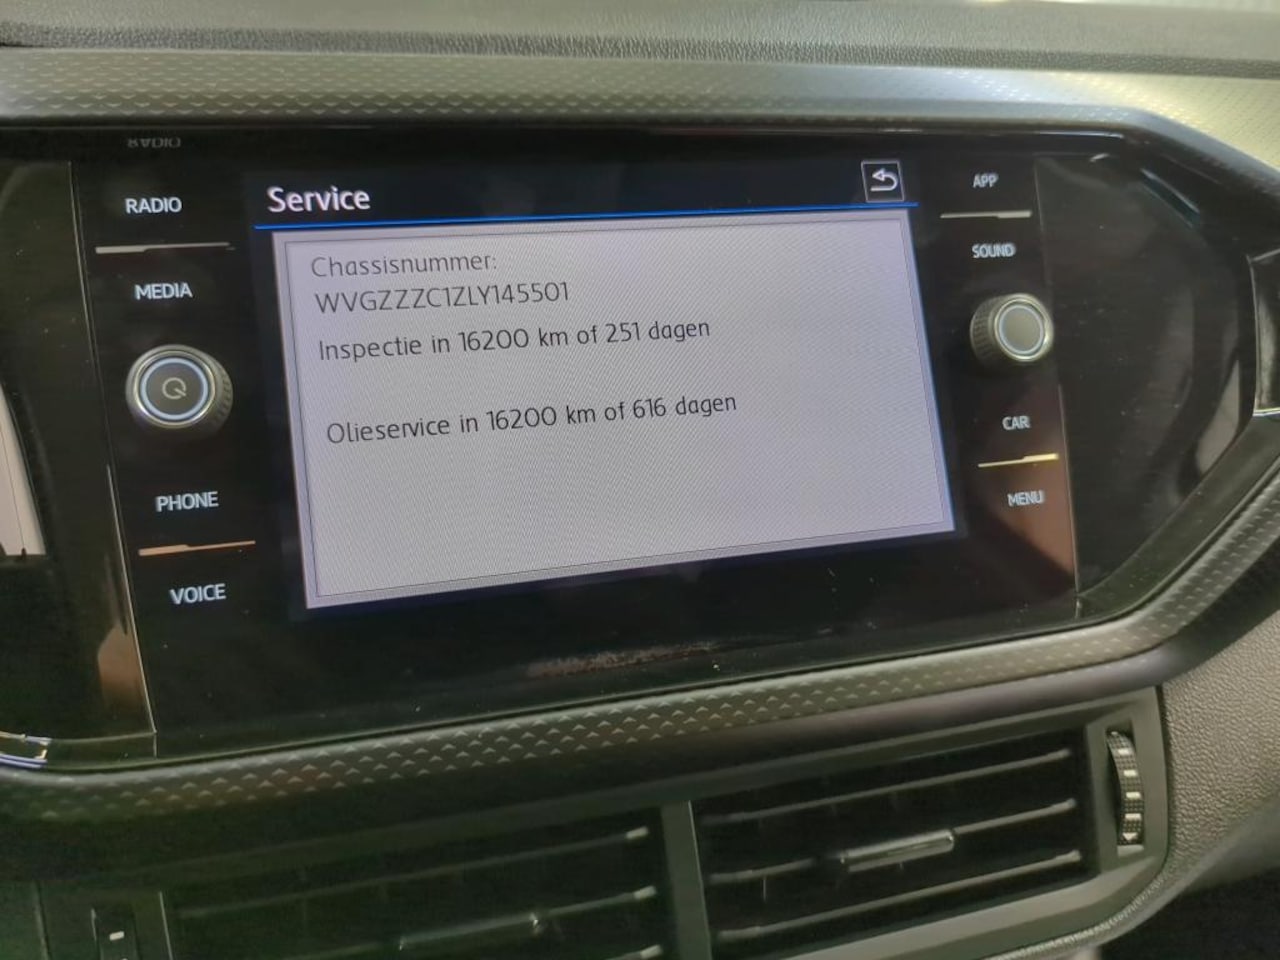 RADIO
MEDIA
PHONE
VOICE
Service
Chassisnummer:
WVGZZZC1ZLY145501
Inspectie in 16200 km of 251 dagen
Olieservice in 16200 km of 616 dagen
APP
SOUND
CAR
MENU